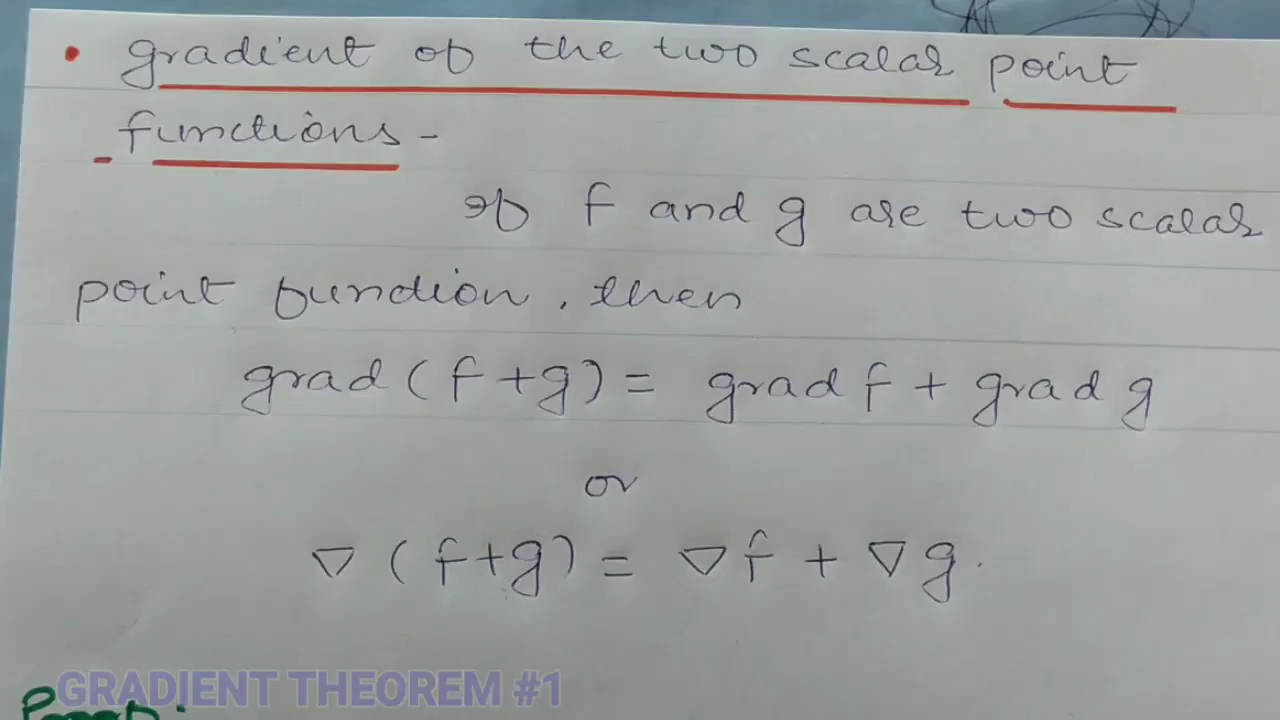 • gradient of the two scalar point
functions -
If f and g are two scalar
point function, then
grad (f+g) = grad f + grad g
or
▽ (f+g) = ▽f + ▽g.
GRADIENT THEOREM #1
Proof: